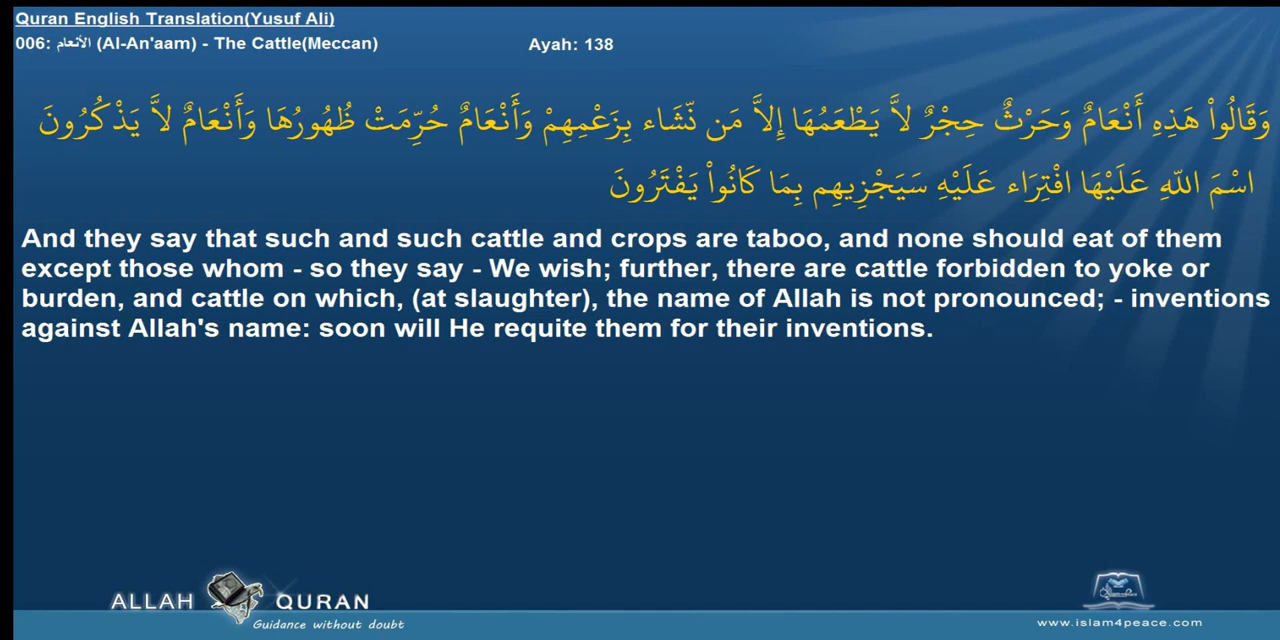 Quran English Translation(Yusuf Ali)
006: الأنعام (Al-An'aam) - The Cattle(Meccan)
Ayah: 138
وَقَالُواْ هَذِهِ أَنْعَامٌ وَحَرْثٌ حِجْرٌ لاَّ يَطْعَمُهَا إِلاَّ مَن نّشَاء بِزَعْمِهِمْ وَأَنْعَامٌ حُرِّمَتْ ظُهُورُهَا وَأَنْعَامٌ لاَّ يَذْكُرُونَ
اسْمَ اللّهِ عَلَيْهَا افْتِرَاء عَلَيْهِ سَيَجْزِيهِم بِمَا كَانُواْ يَفْتَرُونَ
And they say that such and such cattle and crops are taboo, and none should eat of them
except those whom - so they say - We wish; further, there are cattle forbidden to yoke or
burden, and cattle on which, (at slaughter), the name of Allah is not pronounced; - inventions
against Allah's name: soon will He requite them for their inventions.
ALLAH QURAN
Guidance without doubt
www.islam4peace.com